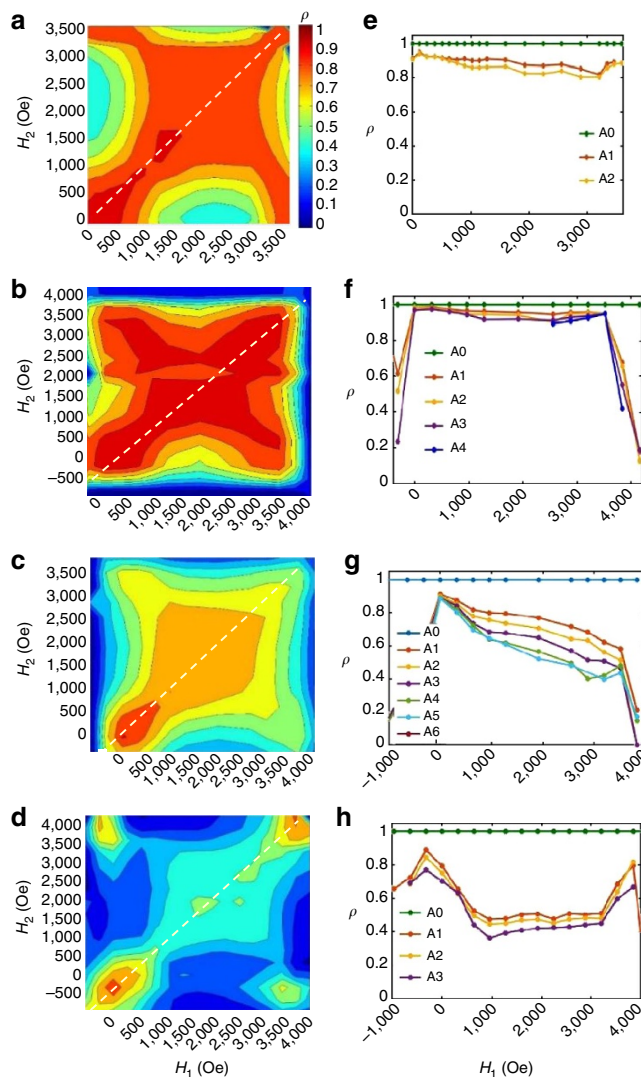 a
ρ
3,500
3,000
2,500
2,000
1,500
1,000
500
0
H2 (Oe)
0 500 1,000 1,500 2,000 2,500 3,000 3,500
1
0.9
0.8
0.7
0.6
0.5
0.4
0.3
0.2
0.1
0
e
1
0.8
0.6
0.4
0.2
0
ρ
A0
A1
A2
0 1,000 2,000 3,000
b
4,000
3,500
3,000
2,500
2,000
1,500
1,000
500
0
–500
H2 (Oe)
0 500 1,000 1,500 2,000 2,500 3,000 3,500 4,000
f
1
0.8
0.6
0.4
0.2
0
ρ
A0
A1
A2
A3
A4
0 1,000 2,000 3,000 4,000
c
3,500
3,000
2,500
2,000
1,500
1,000
500
0
H2 (Oe)
0 500 1,000 1,500 2,000 2,500 3,000 3,500 4,000
g
1
0.8
0.6
0.4
0.2
0
ρ
A0
A1
A2
A3
A4
A5
A6
–1,000 0 1,000 2,000 3,000 4,000
d
4,000
3,500
3,000
2,500
2,000
1,500
1,000
500
0
–500
H2 (Oe)
0 500 1,000 1,500 2,000 2,500 3,000 3,500 4,000
H1 (Oe)
h
1
0.8
0.6
0.4
0.2
0
ρ
A0
A1
A2
A3
–1,000 0 1,000 2,000 3,000 4,000
H1 (Oe)